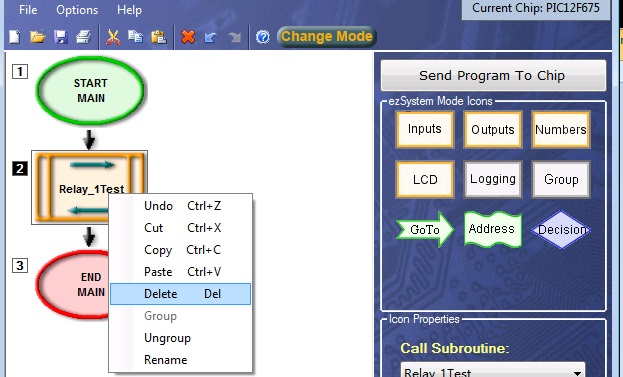 File Options Help
Current Chip: PIC12F675
Change Mode
1
START
MAIN
2
Relay_1Test
3
END
MAIN
Undo Ctrl+Z
Cut Ctrl+X
Copy Ctrl+C
Paste Ctrl+V
Delete Del
Group
Ungroup
Rename
Send Program To Chip
ezSystem Mode Icons
Inputs Outputs Numbers
LCD Logging Group
GoTo Address Decision
Icon Properties
Call Subroutine:
Relay_1Test